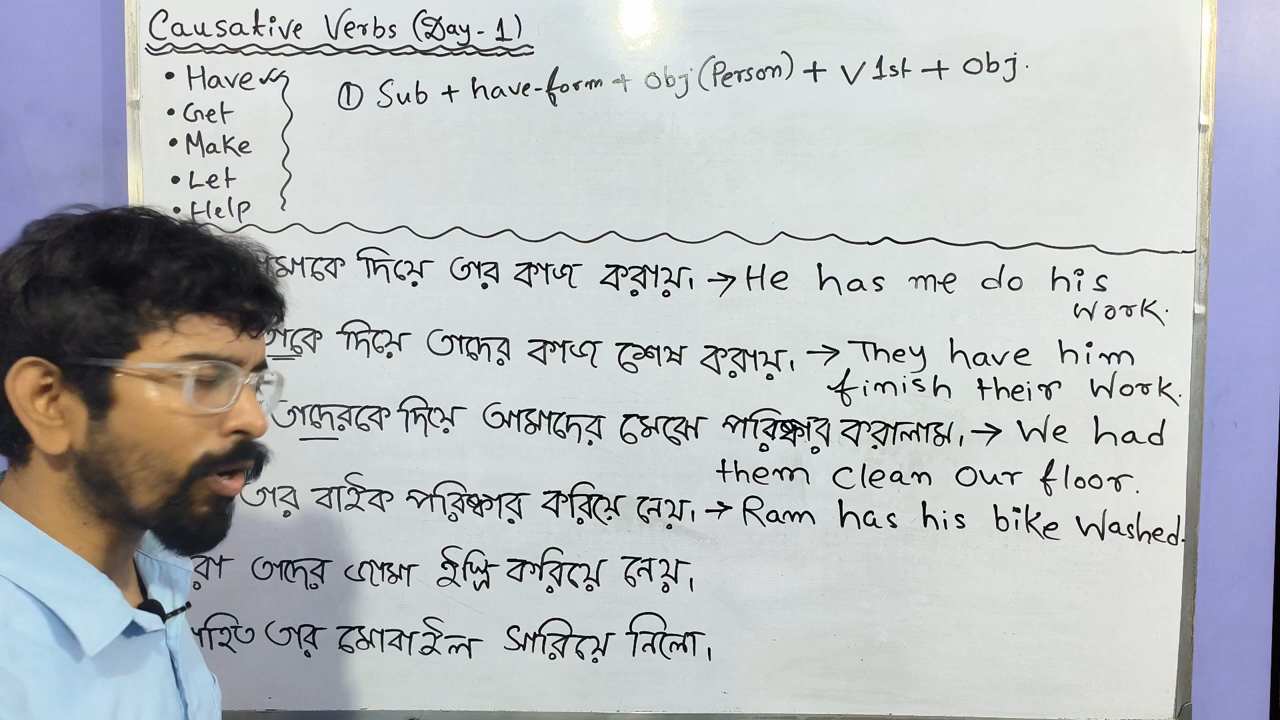 Causative Verbs (Day-1)
• Have
• Get
• Make
• Let
• Help
① Sub + have-form + Obj (Person) + V 1st + Obj.
দিয়ে তার কাজ করায়। → He has me do his
work.
তাকে দিয়ে তাদের কাজ শেষ করায়। → They have him
finish their work.
তাদেরকে দিয়ে আমাদের মেঝে পরিষ্কার করালাম। → We had
them clean our floor.
তার বাইক পরিষ্কার করিয়ে নেয়। → Ram has his bike washed.
তাদের জামা ইস্ত্রি করিয়ে নেয়।
তার মোবাইল সারিয়ে নিলো।